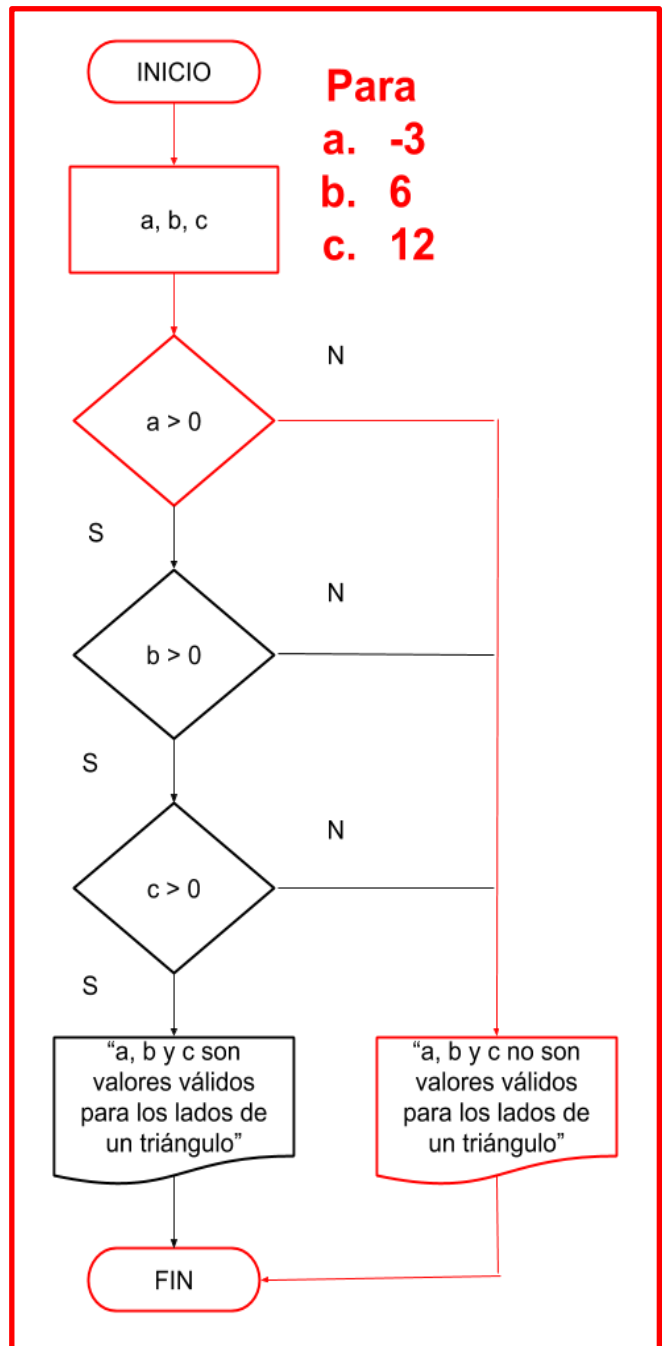 INICIO
Para
a. -3
b. 6
c. 12
a, b, c
N
a > 0
S
N
b > 0
S
N
c > 0
S
“a, b y c son
valores válidos
para los lados de
un triángulo”
“a, b y c no son
valores válidos
para los lados de
un triángulo”
FIN